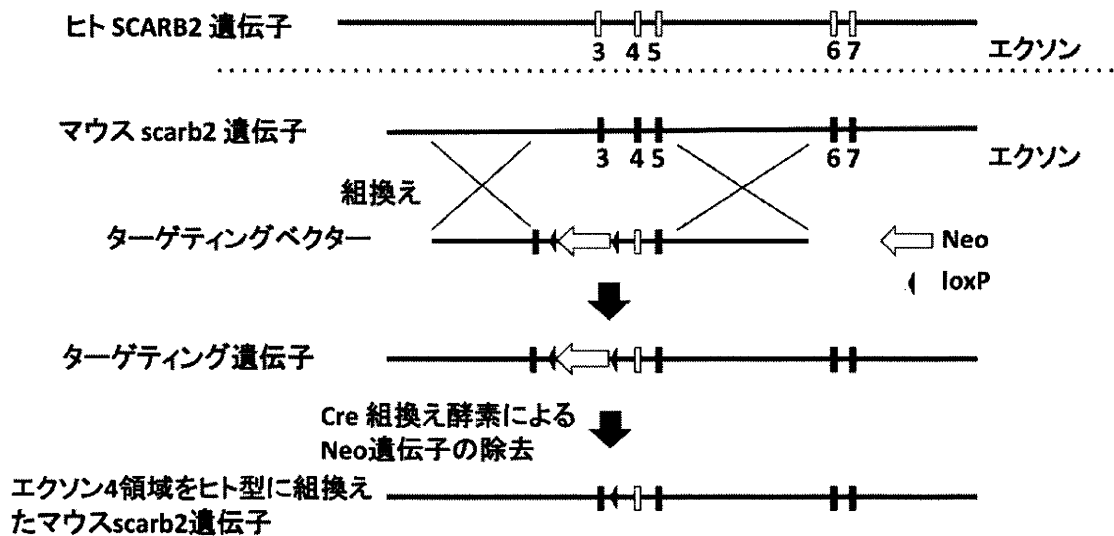 ヒト SCARB2 遺伝子
3 4 5 6 7 エクソン
マウス scarb2 遺伝子
3 4 5 6 7 エクソン
組換え
ターゲティングベクター
Neo
loxP
ターゲティング遺伝子
Cre 組換え酵素による
Neo遺伝子の除去
エクソン4領域をヒト型に組換え
たマウスscarb2遺伝子